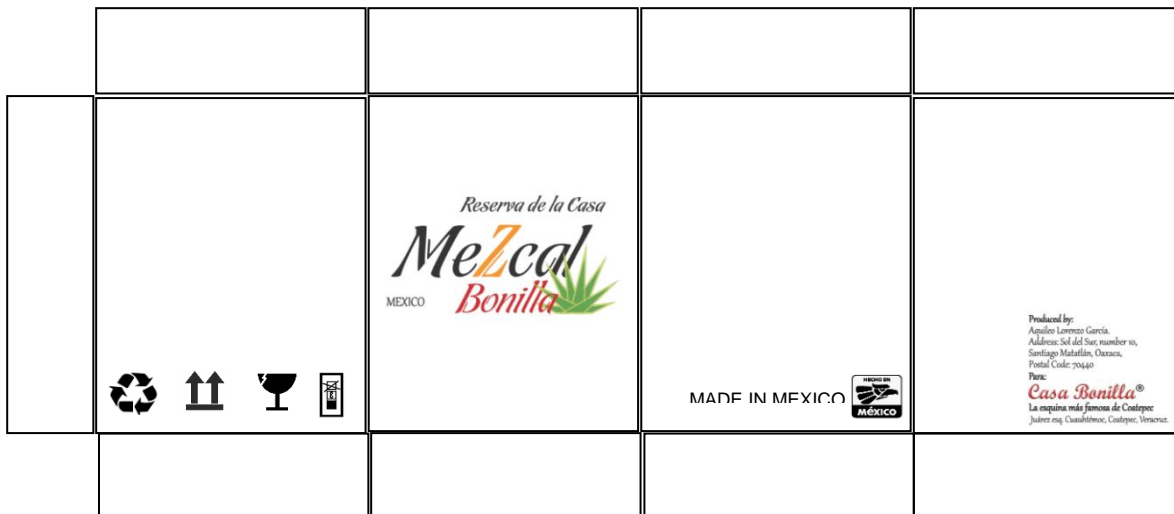 Reserva de la Casa
MeZcal
MEXICO
Bonilla
MADE IN MEXICO
HECHO EN
MÉXICO
Produced by:
Aquileo Lorenzo García.
Address: Sol del Sur, number 10,
Santiago Matatlán, Oaxaca,
Postal Code: 70440
Para:
Casa Bonilla®
La esquina más famosa de Coatepec
Juárez esq. Cuauhtémoc, Coatepec, Veracruz.